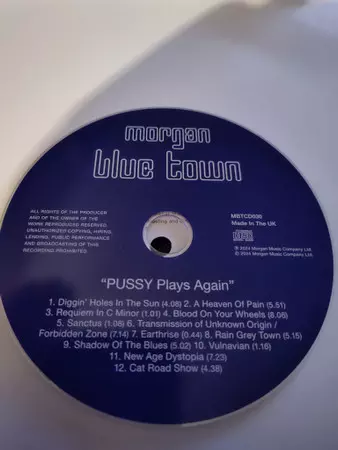 morgan
blue town
ALL RIGHTS OF THE PRODUCER
AND OF THE OWNER OF THE
WORK REPRODUCED RESERVED
UNAUTHORIZED COPYING, HIRING,
LENDING, PUBLIC PERFORMANCE
AND BROADCASTING OF THIS
RECORDING PROHIBITED.
MBTCD030
Made In The UK
℗ 2024 Morgan Music Company Ltd.
© 2024 Morgan Music Company Ltd.
"PUSSY Plays Again"
1. Diggin' Holes In The Sun (4.08) 2. A Heaven Of Pain (5.51)
3. Requiem In C Minor (1.01) 4. Blood On Your Wheels (8.06)
5. Sanctus (1.08) 6. Transmission of Unknown Origin /
Forbidden Zone (7.14) 7. Earthrise (4.44) 8. Rain Grey Town (5.15)
9. Shadow Of The Blues (5.02) 10. Vulnavian (1.16)
11. New Age Dystopia (7.23)
12. Cat Road Show (4.38)